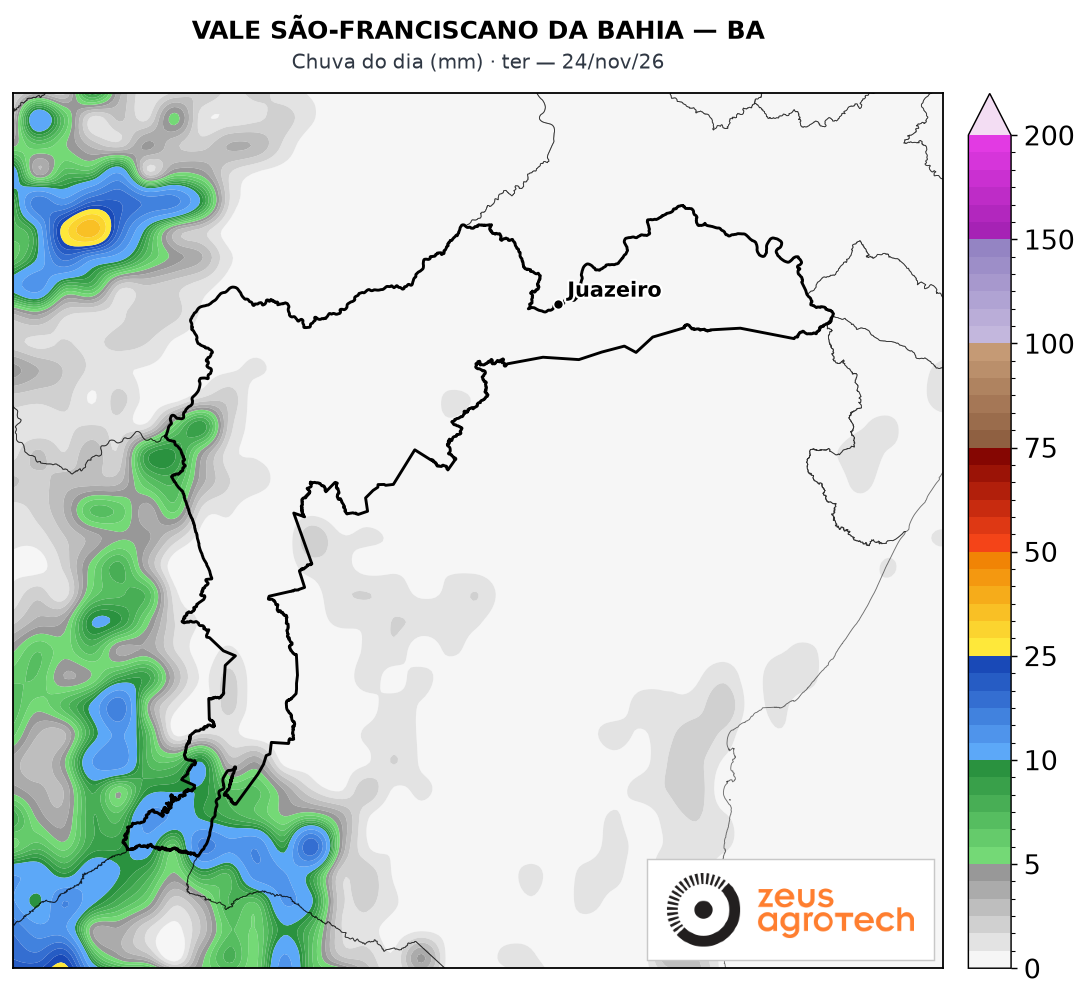 VALE SÃO-FRANCISCANO DA BAHIA — BA
Chuva do dia (mm) · ter — 24/nov/26
Juazeiro
200
150
100
75
50
25
10
5
0
zeus
agrotech